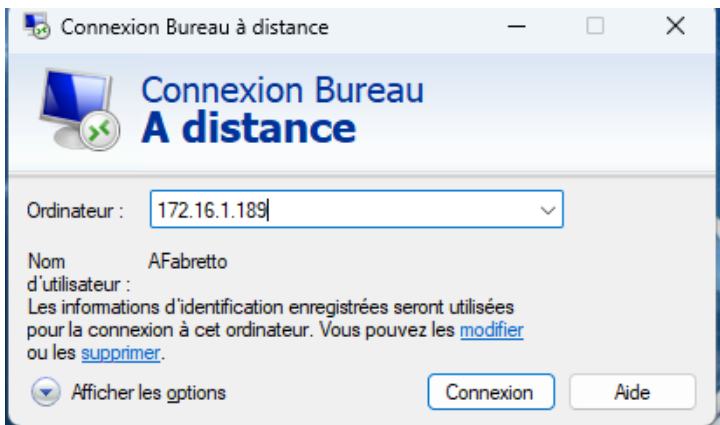 Connexion Bureau à distance
Connexion Bureau
A distance
Ordinateur :
172.16.1.189
Nom
d'utilisateur :
AFabretto
Les informations d'identification enregistrées seront utilisées
pour la connexion à cet ordinateur. Vous pouvez les modifier
ou les supprimer.
Afficher les options
Connexion
Aide